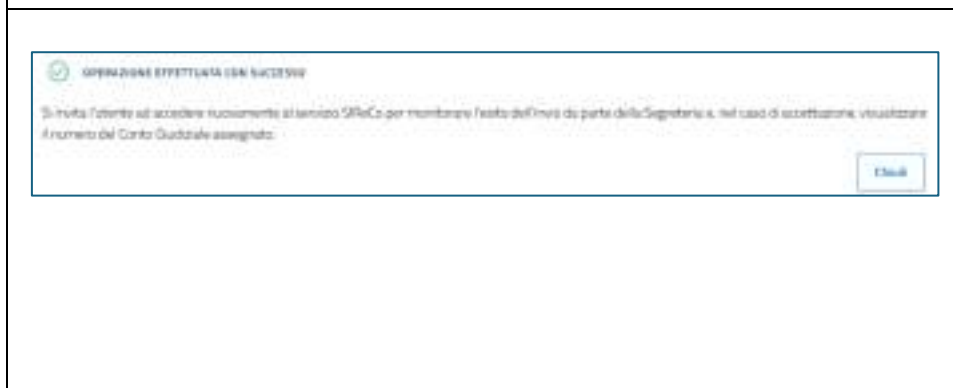 OPERAZIONE EFFETTUATA CON SUCCESSO
Si invita l'utente ad accedere nuovamente al servizio SIReCo per monitorare l'esito dell'invio da parte della Segreteria e, nel caso di accettazione, visualizzare
il numero del Conto Giudiziale assegnato.
Chiudi